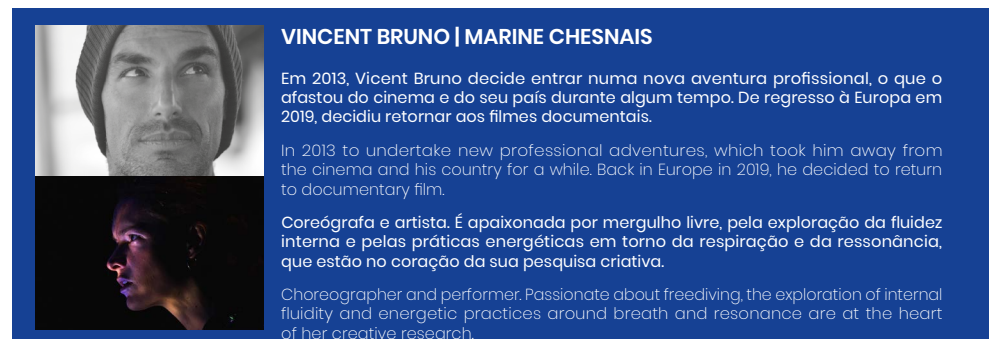 VINCENT BRUNO | MARINE CHESNAIS
Em 2013, Vicent Bruno decide entrar numa nova aventura profissional, o que o
afastou do cinema e do seu país durante algum tempo. De regresso à Europa em
2019, decidiu retornar aos filmes documentais.
In 2013 to undertake new professional adventures, which took him away from
the cinema and his country for a while. Back in Europe in 2019, he decided to return
to documentary film.
Coreógrafa e artista. É apaixonada por mergulho livre, pela exploração da fluidez
interna e pelas práticas energéticas em torno da respiração e da ressonância,
que estão no coração da sua pesquisa criativa.
Choreographer and performer. Passionate about freediving, the exploration of internal
fluidity and energetic practices around breath and resonance are at the heart
of her creative research.